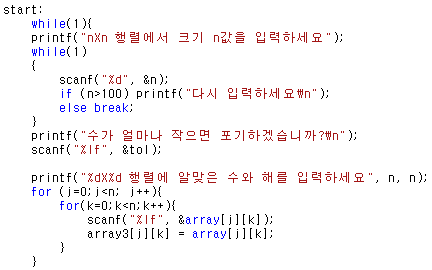 start:
while(1){
printf("nXn 행렬에서 크기 n값을 입력하세요");
while(1)
{
scanf("%d", &n);
if (n>100) printf("다시 입력하세요₩n");
else break;
}
printf("수가 얼마나 작으면 포기하겠습니까?₩n");
scanf("%lf", &tol);
printf("%dX%d 행렬에 알맞은 수와 해를 입력하세요", n, n);
for (j=0;j<n; j++){
for(k=0;k<n;k++){
scanf("%lf", &array[j][k]);
array3[j][k] = array[j][k];
}
}